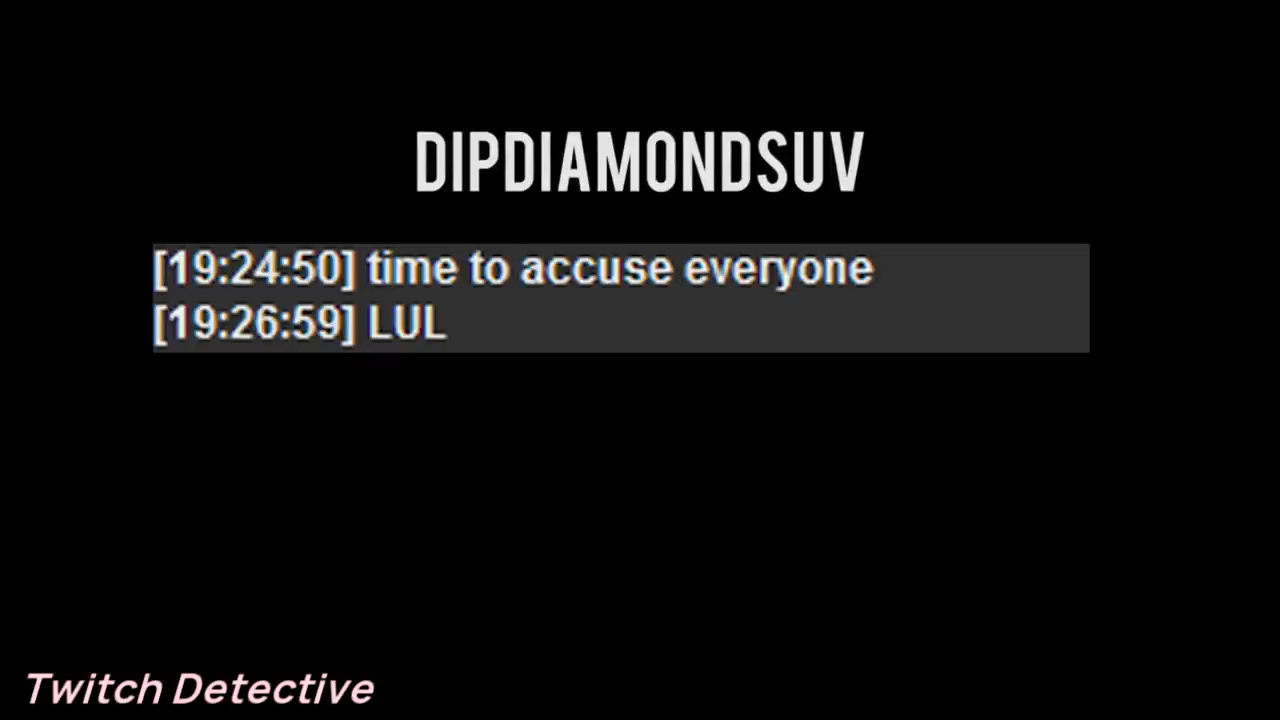 DIPDIAMONDSUV
[19:24:50] time to accuse everyone
[19:26:59] LUL
Twitch Detective